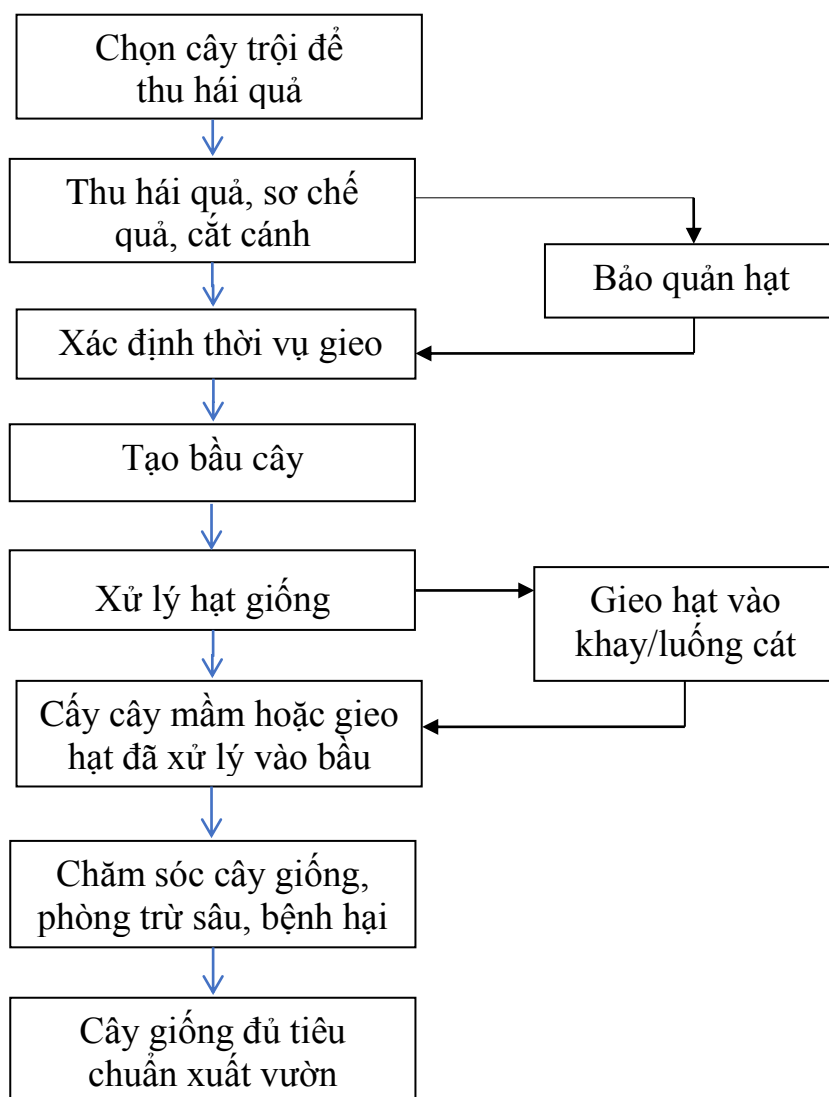 Chọn cây trội để
thu hái quả
Thu hái quả, sơ chế
quả, cắt cánh
Bảo quản hạt
Xác định thời vụ gieo
Tạo bầu cây
Xử lý hạt giống
Gieo hạt vào
khay/luống cát
Cấy cây mầm hoặc gieo
hạt đã xử lý vào bầu
Chăm sóc cây giống,
phòng trừ sâu, bệnh hại
Cây giống đủ tiêu
chuẩn xuất vườn